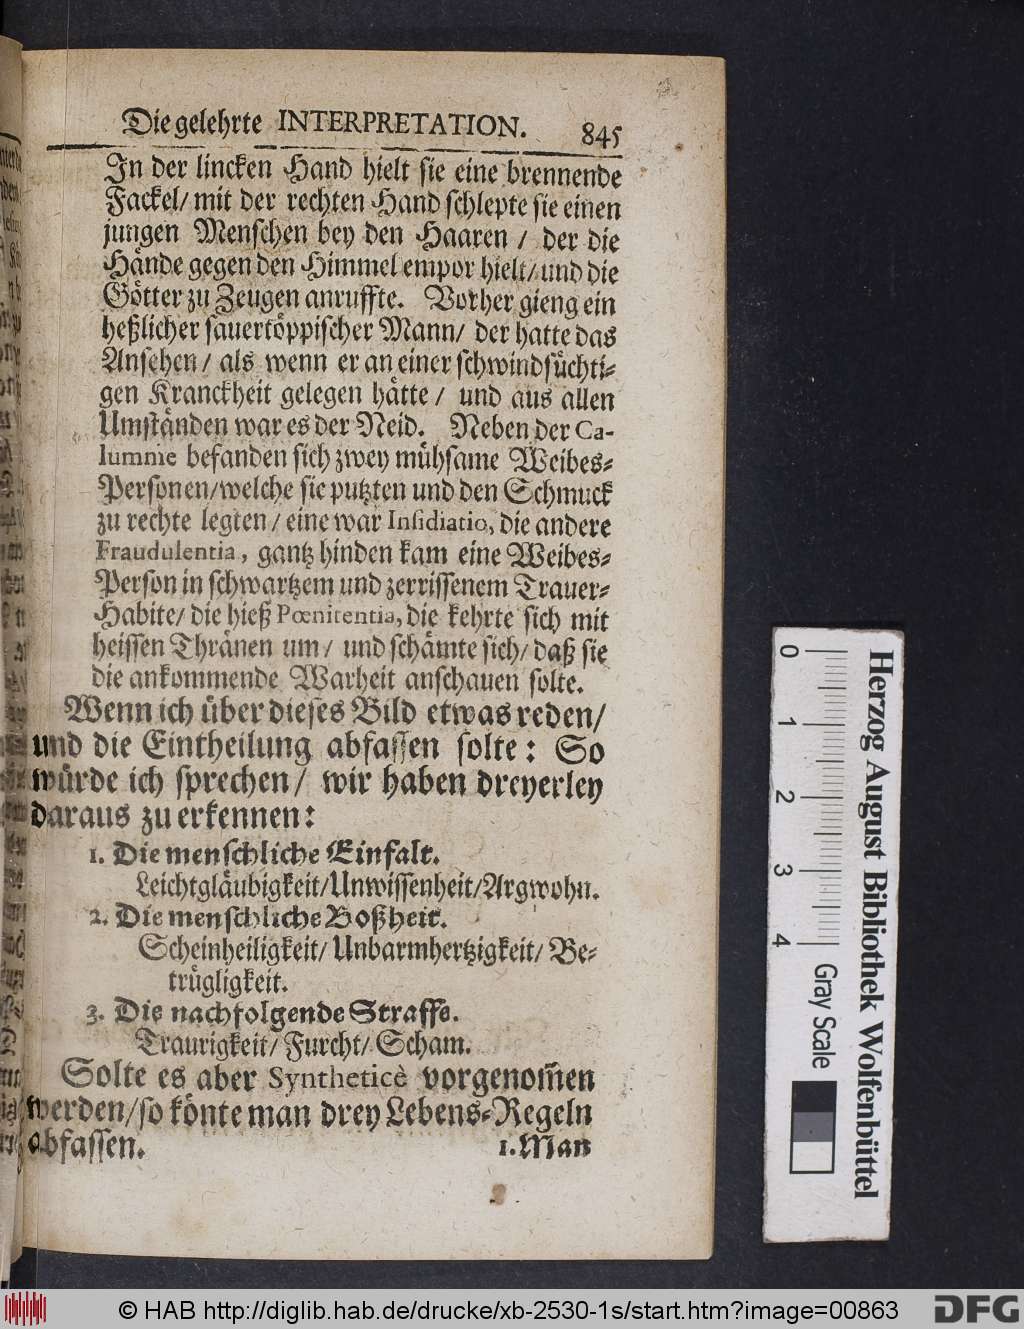 Die gelehrte INTERPRETATION. 845
In der lincken Hand hielt sie eine brennende
Fackel/ mit der rechten Hand schlepte sie einen
jungen Menschen bey den Haaren / der die
Hände gegen den Himmel empor hielt/ und die
Götter zu Zeugen anruffte. Vorher gieng ein
heßlicher sauertöppischer Mann/ der hatte das
Ansehen/ als wenn er an einer schwindsüchti-
gen Kranckheit gelegen hätte/ und aus allen
Umständen war es der Neid. Neben der Ca-
lumnie befanden sich zwey mühsame Weibes-
Personen/welche sie putzten und den Schmuck
zu rechte legten/ eine war Insidiatio, die andere
Fraudulentia, gantz hinden kam eine Weibes-
Person in schwartzem und zerrissenem Trauer-
Habite/ die hieß Pœnitentia, die kehrte sich mit
heissen Thränen um/ und schämte sich/ daß sie
die ankommende Warheit anschauen solte.
Wenn ich über dieses Bild etwas reden/
und die Eintheilung abfassen solte: So
würde ich sprechen/ wir haben dreyerley
daraus zu erkennen:
1. Die menschliche Einfalt.
Leichtgläubigkeit/Unwissenheit/Argwohn.
2. Die menschliche Boßheit.
Scheinheiligkeit/ Unbarmhertzigkeit/ Be-
trügligkeit.
3. Die nachfolgende Straffe.
Traurigkeit/ Furcht/ Scham.
Solte es aber Syntheticè vorgenom̃en
werden/so könte man drey Lebens-Regeln
abfassen. 1. Man
0 1 2 3 4 Gray Scale
Herzog August Bibliothek Wolfenbüttel
© HAB http://diglib.hab.de/drucke/xb-2530-1s/start.htm?image=00863 DFG